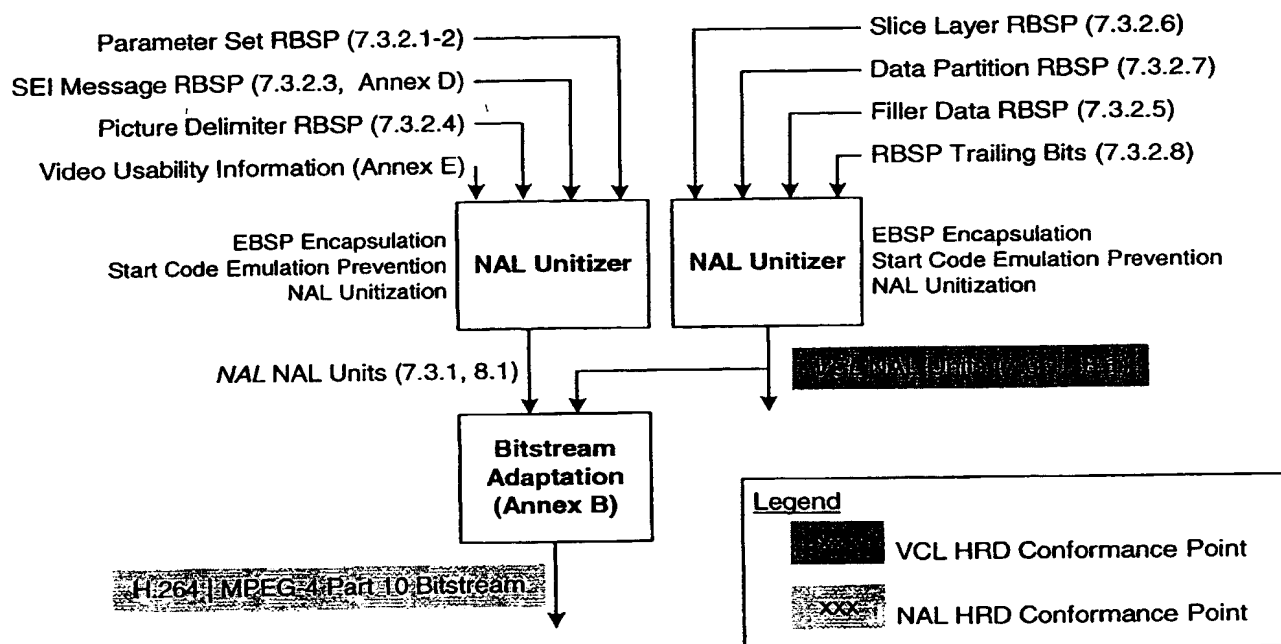 Parameter Set RBSP (7.3.2.1-2)
SEI Message RBSP (7.3.2.3, Annex D)
Picture Delimiter RBSP (7.3.2.4)
Video Usability Information (Annex E)
Slice Layer RBSP (7.3.2.6)
Data Partition RBSP (7.3.2.7)
Filler Data RBSP (7.3.2.5)
RBSP Trailing Bits (7.3.2.8)
EBSP Encapsulation
Start Code Emulation Prevention
NAL Unitization
NAL Unitizer
NAL Unitizer
EBSP Encapsulation
Start Code Emulation Prevention
NAL Unitization
NAL NAL Units (7.3.1, 8.1)
NAL
Bitstream
Adaptation
(Annex B)
H.264 | MPEG-4 Part 10 Bitstream
Legend
VCL HRD Conformance Point
xxx
NAL HRD Conformance Point